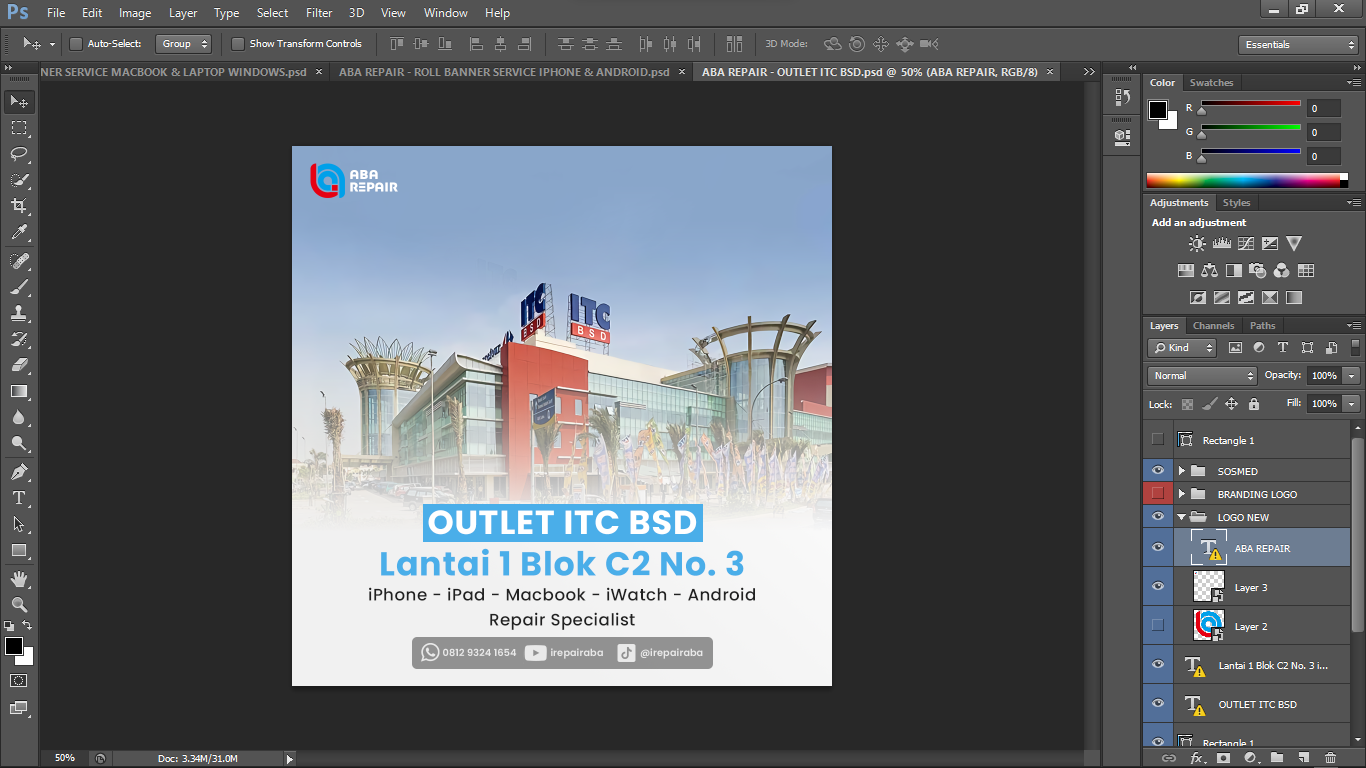 Ps File Edit Image Layer Type Select Filter 3D View Window Help
Auto-Select: Group Show Transform Controls 3D Mode: Essentials
NER SERVICE MACBOOK & LAPTOP WINDOWS.psd × ABA REPAIR - ROLL BANNER SERVICE IPHONE & ANDROID.psd × ABA REPAIR - OUTLET ITC BSD.psd @ 50% (ABA REPAIR, RGB/8) ×
Color Swatches
R 0
G 0
B 0
Adjustments Styles
Add an adjustment
Layers Channels Paths
Kind
Normal Opacity: 100%
Lock: Fill: 100%
Rectangle 1
SOSMED
BRANDING LOGO
LOGO NEW
ABA REPAIR
Layer 3
Layer 2
Lantai 1 Blok C2 No. 3 i...
OUTLET ITC BSD
Rectangle 1
ABA
REPAIR
ITC
BSD
ITC
BSD
OUTLET ITC BSD
Lantai 1 Blok C2 No. 3
iPhone - iPad - Macbook - iWatch - Android
Repair Specialist
0812 9324 1654 irepairaba @irepairaba
50% Doc: 3.34M/31.0M